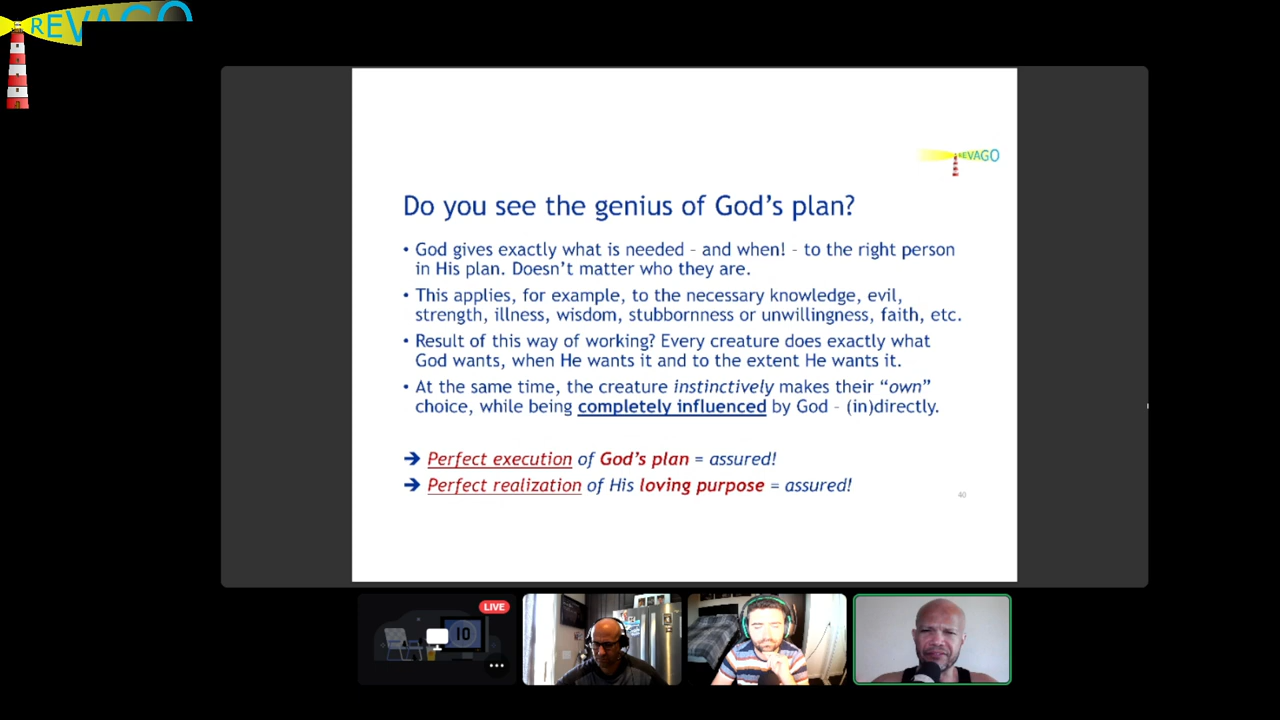 REVAGO
REVAGO
Do you see the genius of God's plan?
• God gives exactly what is needed – and when! - to the right person
in His plan. Doesn't matter who they are.
• This applies, for example, to the necessary knowledge, evil,
strength, illness, wisdom, stubbornness or unwillingness, faith, etc.
• Result of this way of working? Every creature does exactly what
God wants, when He wants it and to the extent He wants it.
• At the same time, the creature instinctively makes their “own”
choice, while being completely influenced by God – (in)directly.
➔ Perfect execution of God's plan = assured!
➔ Perfect realization of His loving purpose = assured!
40
LIVE
10